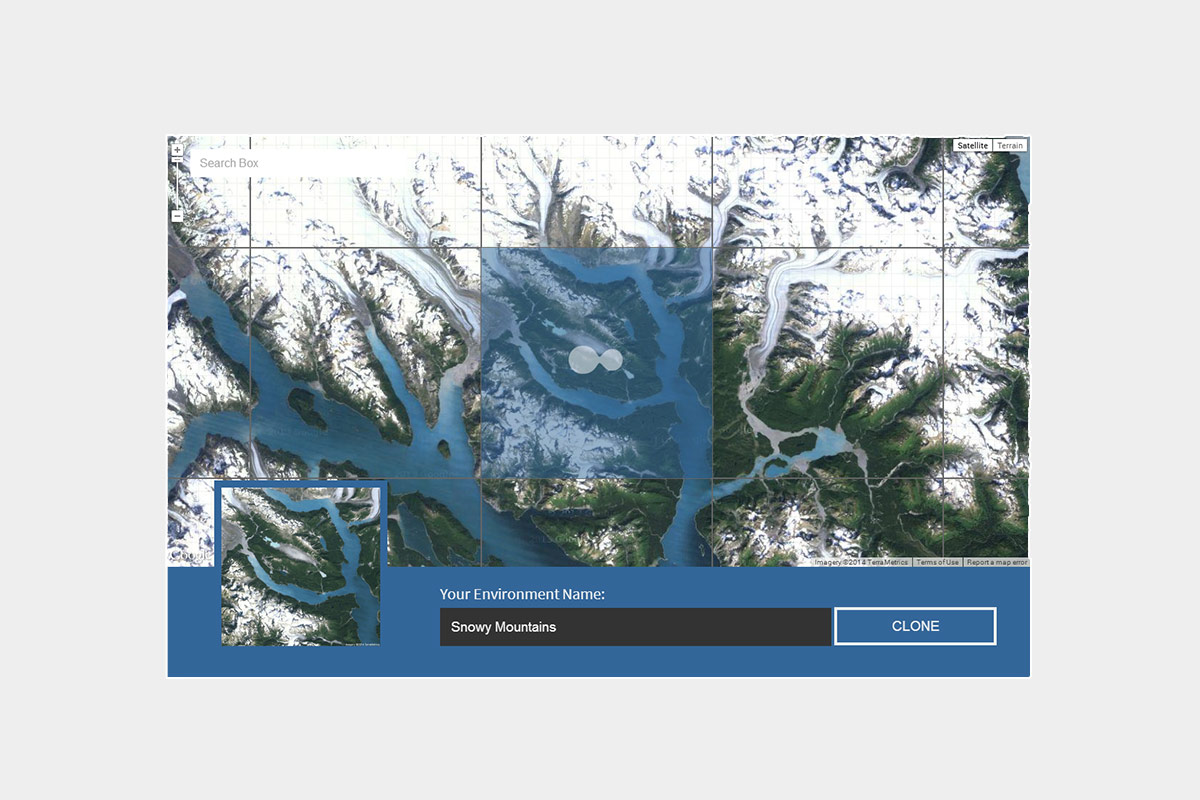 Search Box
Satellite
Terrain
Google
Imagery ©2014 TerraMetrics
Terms of Use
Report a map error
Your Environment Name:
Snowy Mountains
CLONE